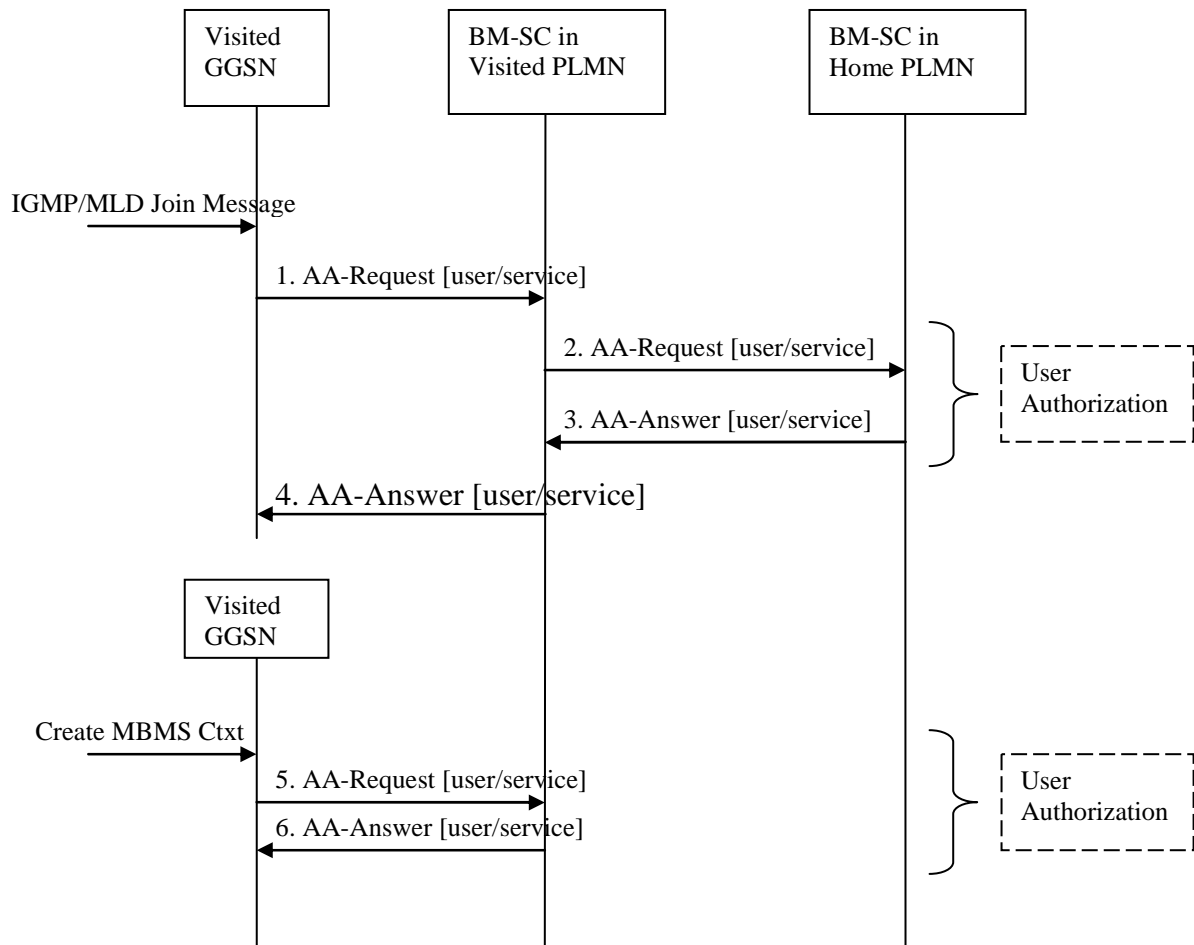 Visited
GGSN
BM-SC in
Visited PLMN
BM-SC in
Home PLMN
IGMP/MLD Join Message
1. AA-Request [user/service]
2. AA-Request [user/service]
3. AA-Answer [user/service]
User
Authorization
4. AA-Answer [user/service]
Visited
GGSN
Create MBMS Ctxt
5. AA-Request [user/service]
6. AA-Answer [user/service]
User
Authorization